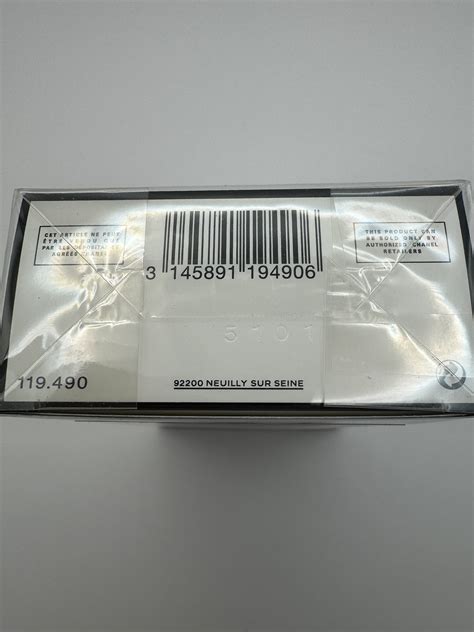 CET ARTICLE NE PEUT
ÊTRE VENDU QUE
PAR LES DÉPOSITAIRES
AGRÉÉS CHANEL
THIS PRODUCT CAN
BE SOLD ONLY BY
AUTHORIZED CHANEL
RETAILERS
3 145891 194906
5101
119.490
92200 NEUILLY SUR SEINE